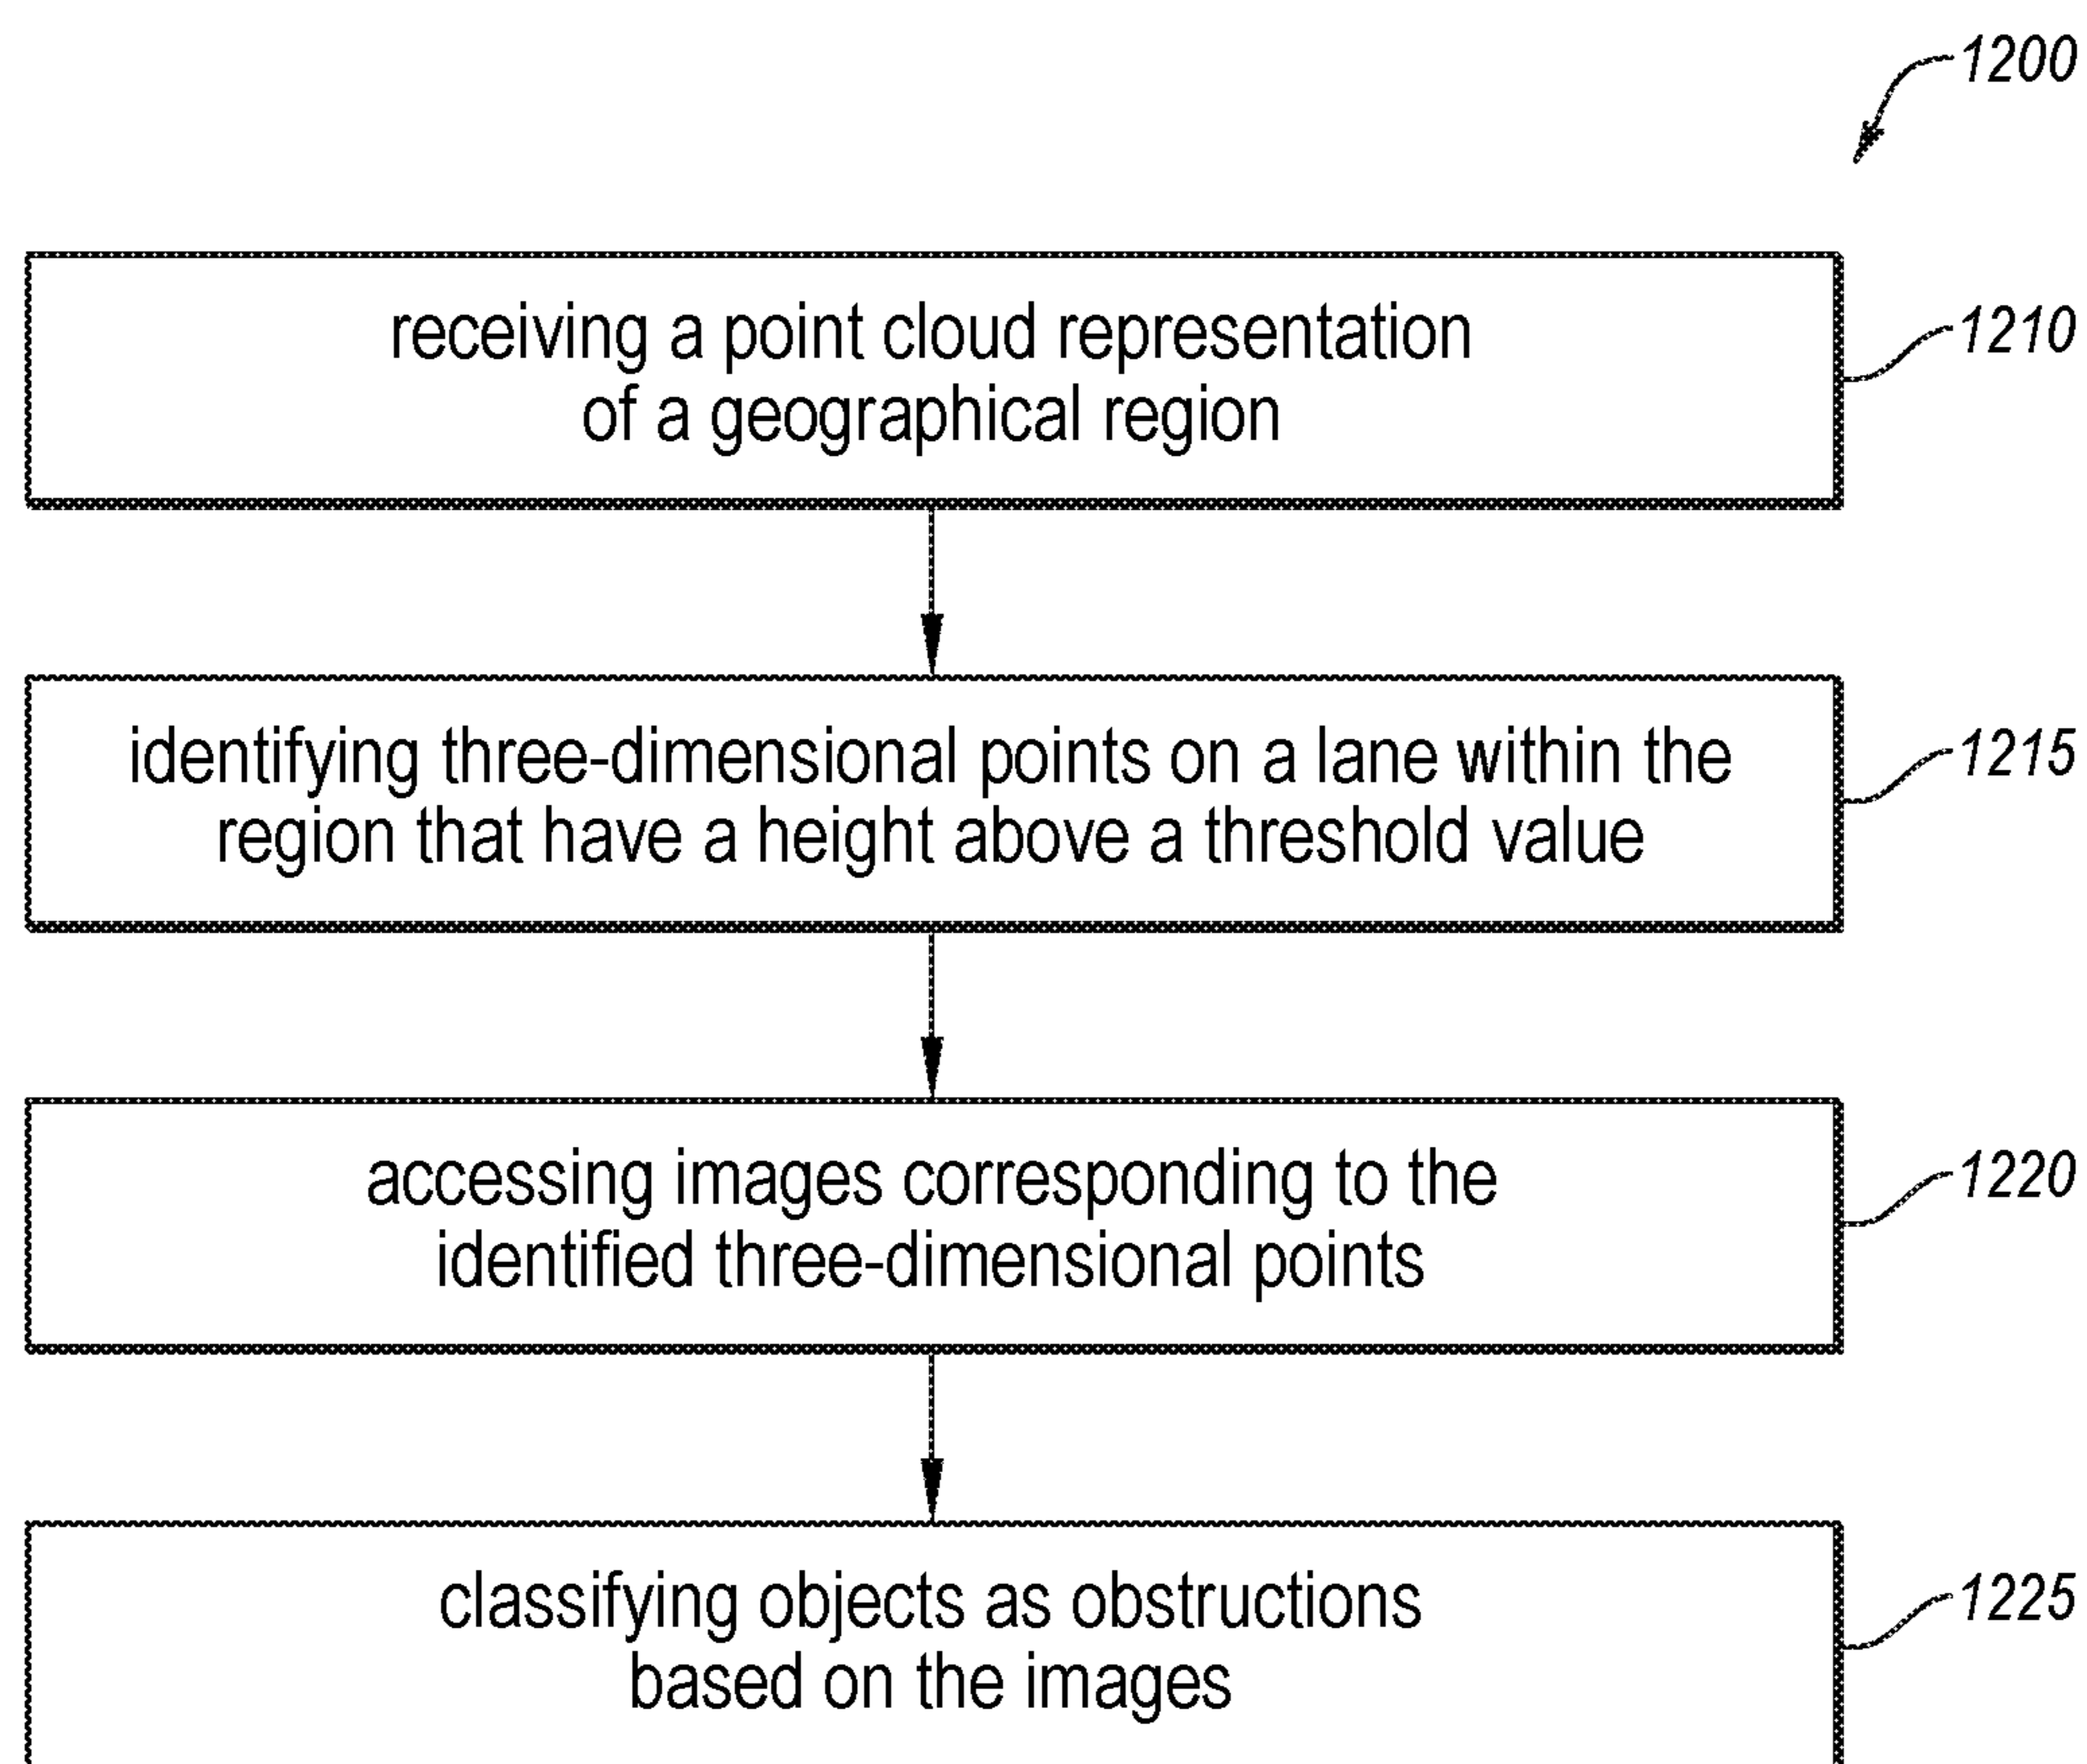 1200
receiving a point cloud representation
of a geographical region
1210
identifying three-dimensional points on a lane within the
region that have a height above a threshold value
1215
accessing images corresponding to the
identified three-dimensional points
1220
classifying objects as obstructions
based on the images
1225